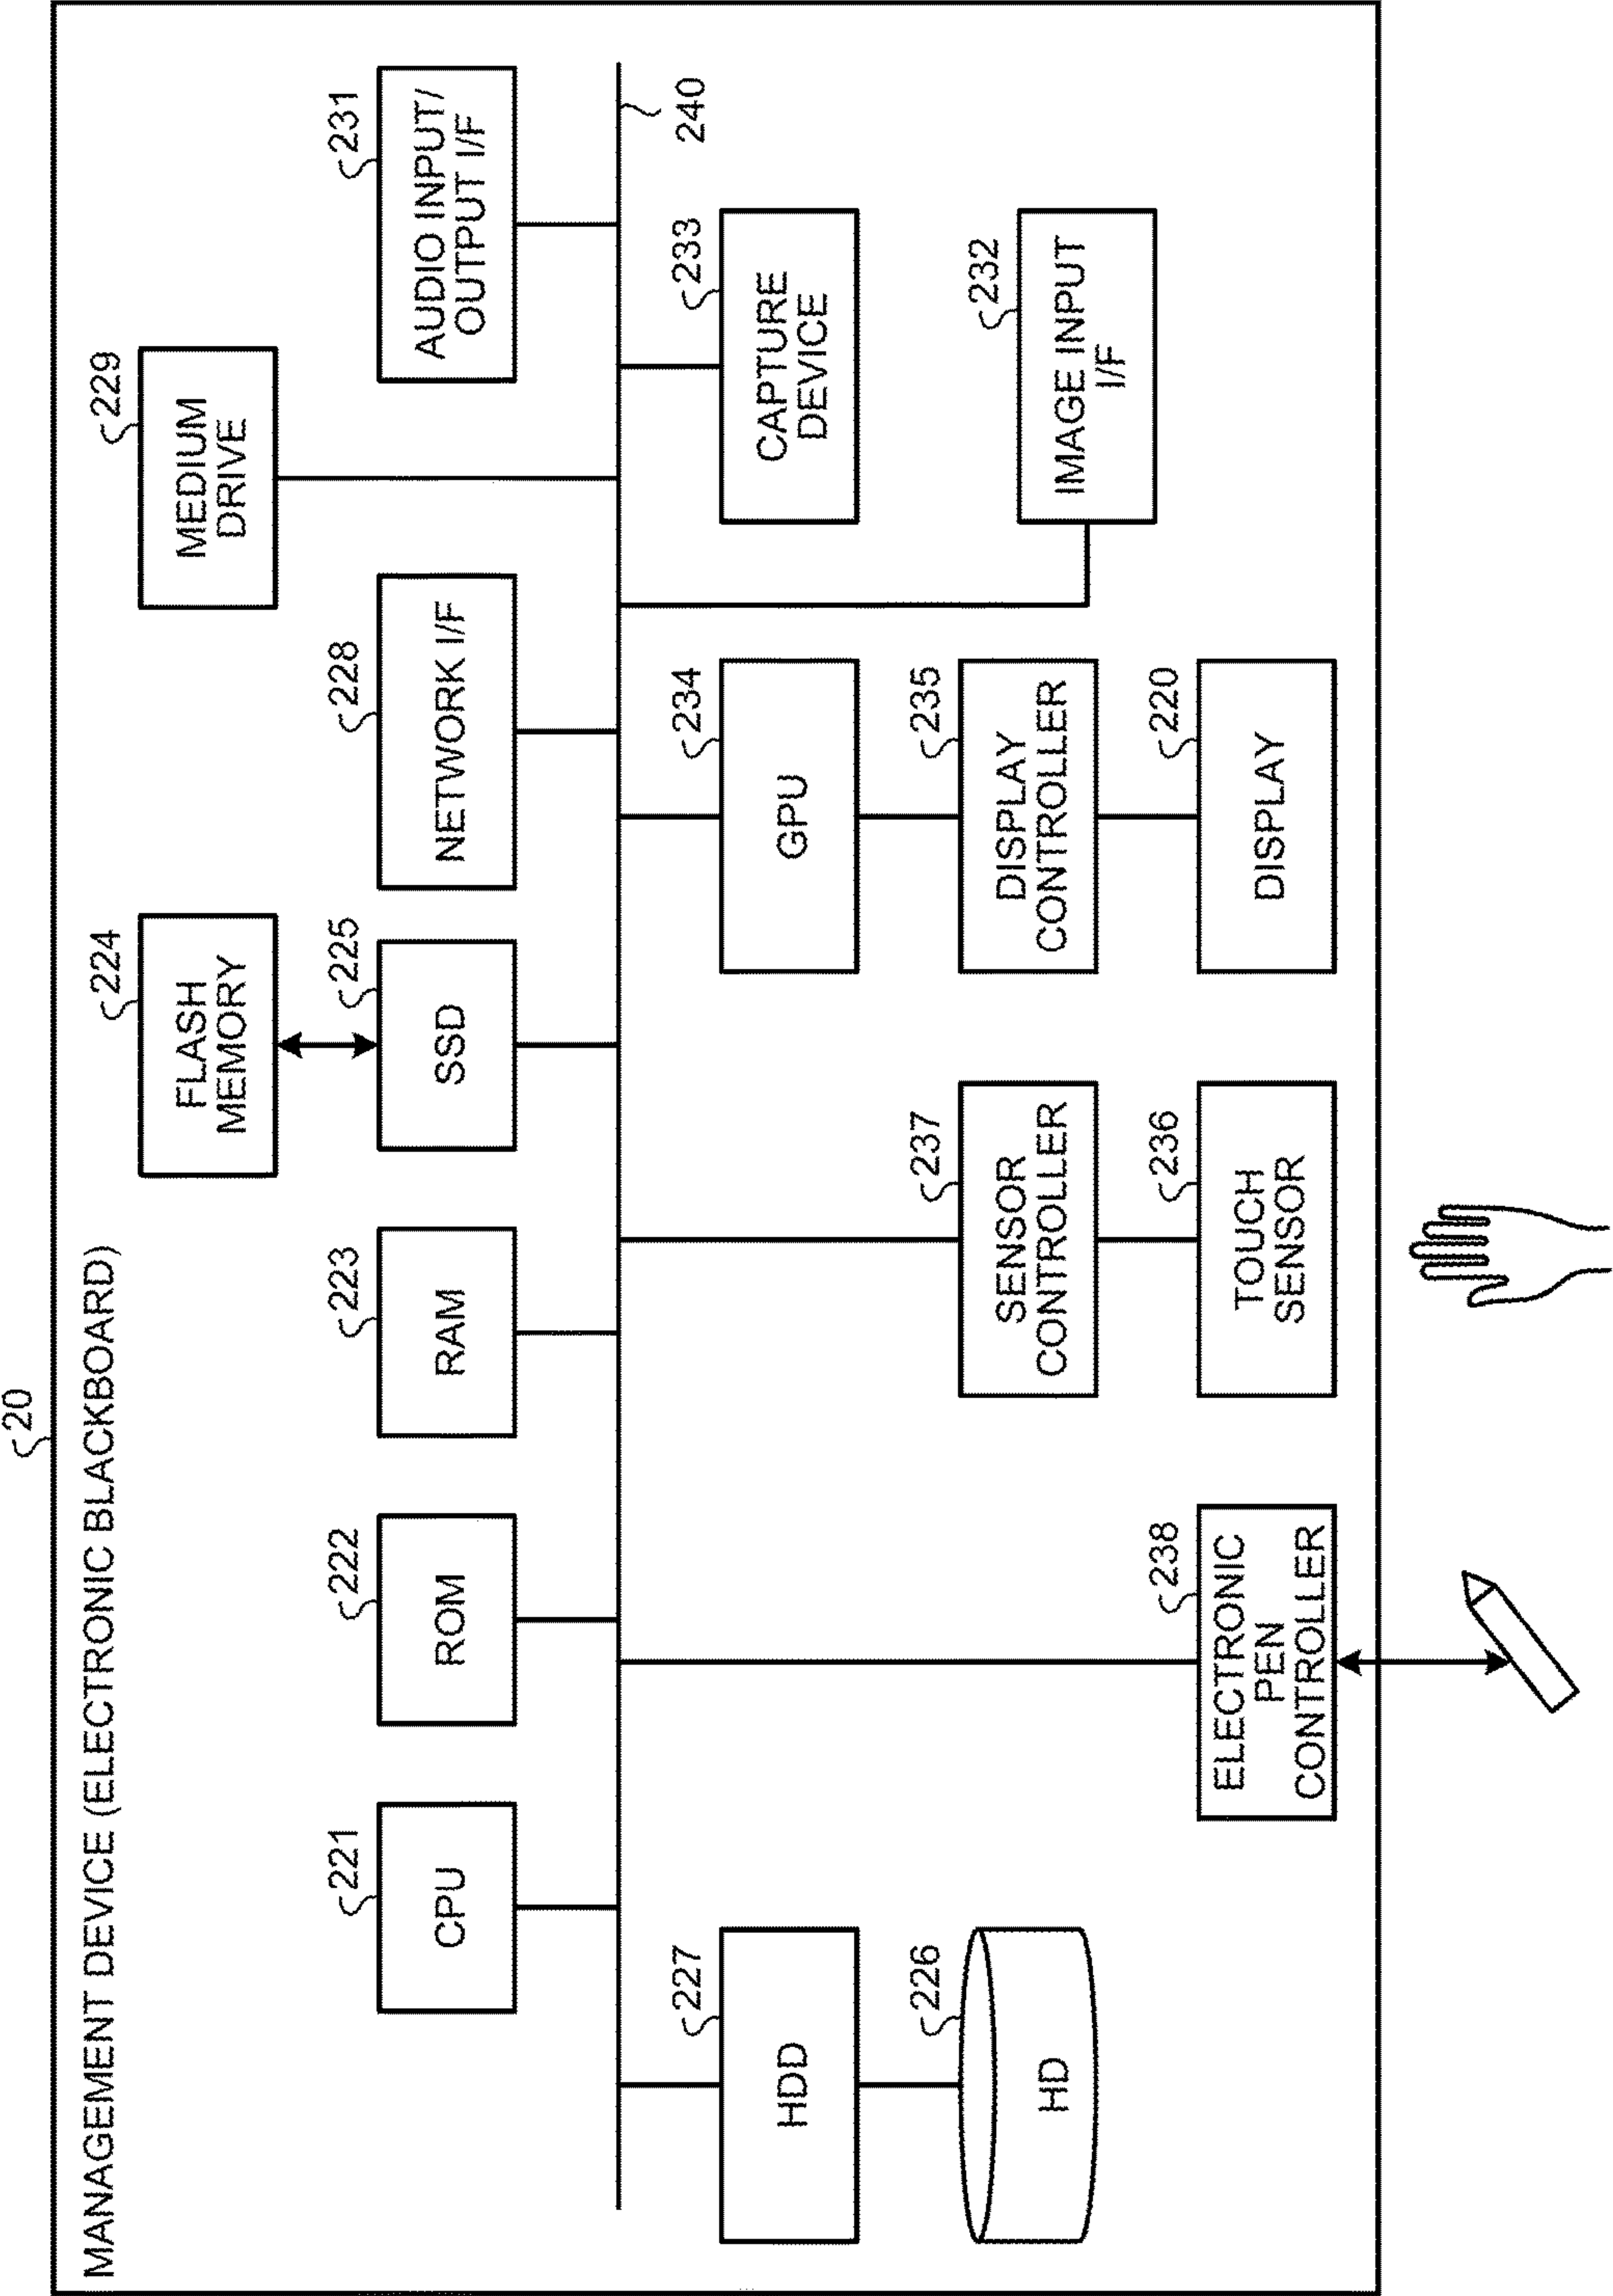 20
MANAGEMENT DEVICE (ELECTRONIC BLACKBOARD)
224
FLASH
MEMORY
229
MEDIUM
DRIVE
221
CPU
222
ROM
223
RAM
225
SSD
228
NETWORK I/F
231
AUDIO INPUT/
OUTPUT I/F
240
227
HDD
234
GPU
233
CAPTURE
DEVICE
226
HD
237
SENSOR
CONTROLLER
235
DISPLAY
CONTROLLER
232
IMAGE INPUT
I/F
238
ELECTRONIC
PEN
CONTROLLER
236
TOUCH
SENSOR
220
DISPLAY